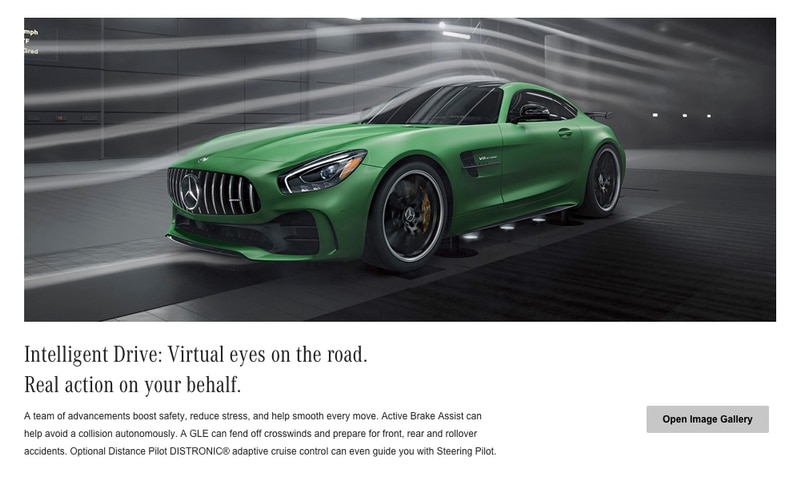 mph
Intelligent Drive: Virtual eyes on the road.
Real action on your behalf.
A team of advancements boost safety, reduce stress, and help smooth every move. Active Brake Assist can
help avoid a collision autonomously. A GLE can fend off crosswinds and prepare for front, rear and rollover
accidents. Optional Distance Pilot DISTRONIC® adaptive cruise control can even guide you with Steering Pilot.
Open Image Gallery